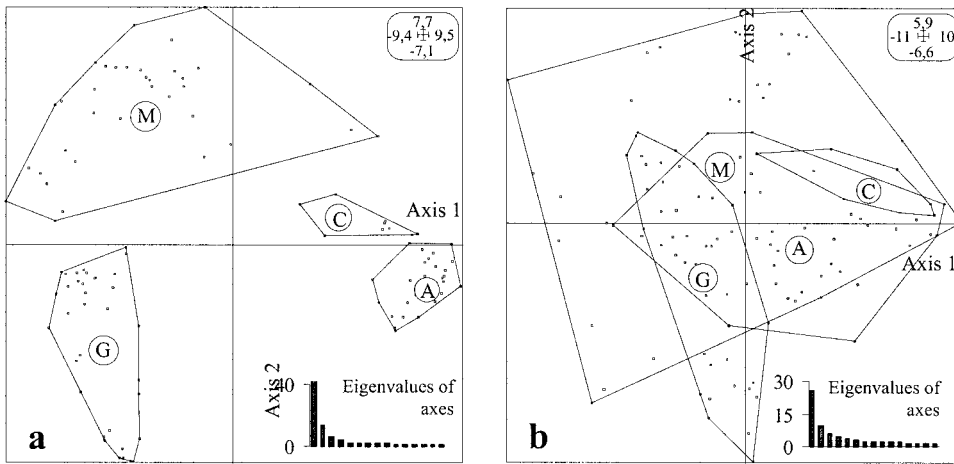 7,7
-9,4 9,5
-7,1
M
C
Axis 1
A
G
Axis 2
40
0
Eigenvalues of
axes
a
Axis 2
5,9
-11 10
-6,6
M
C
A
Axis 1
G
30
15
0
Eigenvalues of
axes
b